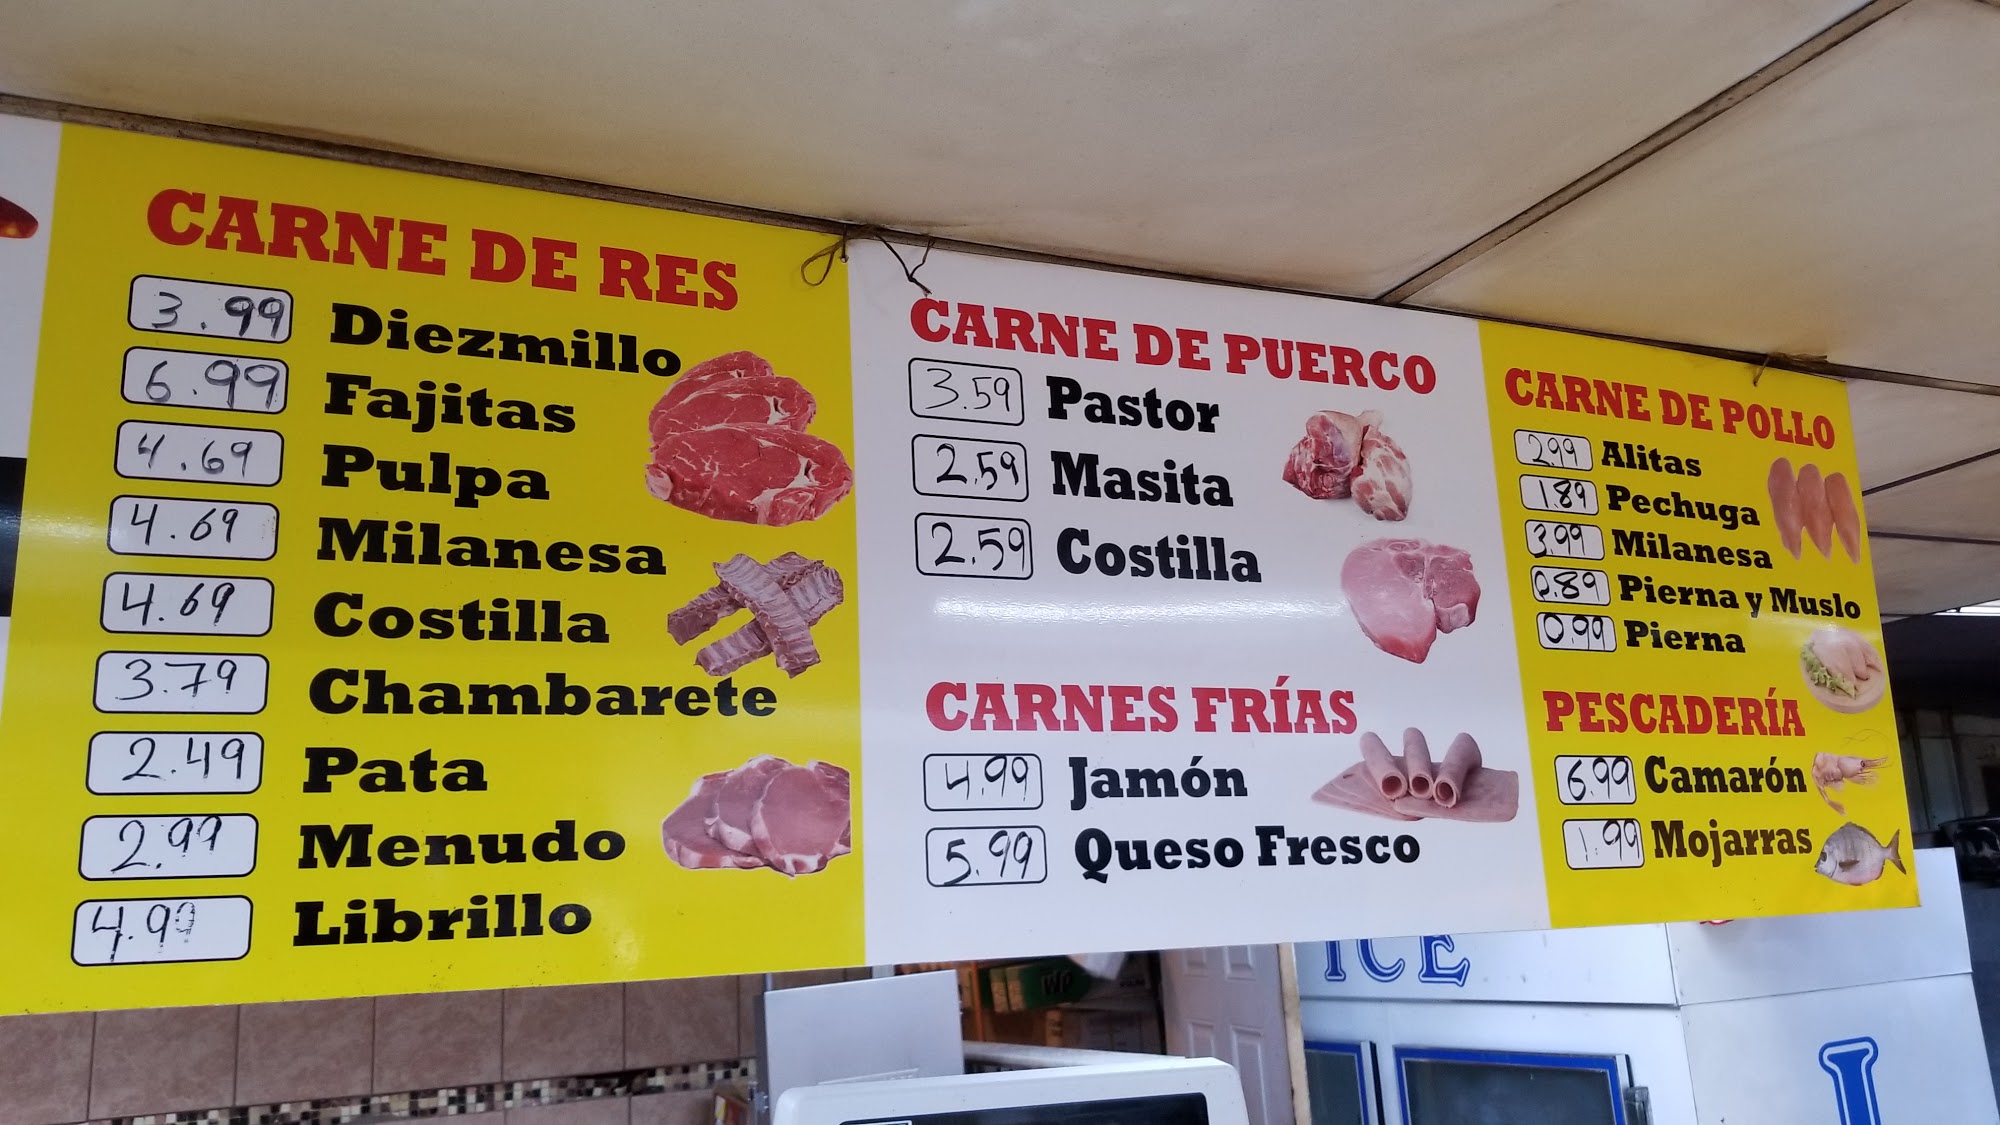 CARNE DE RES
3.99 Diezmillo
6.99 Fajitas
4.69 Pulpa
4.69 Milanesa
4.69 Costilla
3.79 Chambarete
2.49 Pata
2.99 Menudo
4.99 Librillo
CARNE DE PUERCO
3.59 Pastor
2.59 Masita
2.59 Costilla
CARNES FRÍAS
4.99 Jamón
5.99 Queso Fresco
CARNE DE POLLO
2.99 Alitas
1.89 Pechuga
3.99 Milanesa
0.89 Pierna y Muslo
0.99 Pierna
PESCADERÍA
6.99 Camarón
1.99 Mojarras
ICE
I